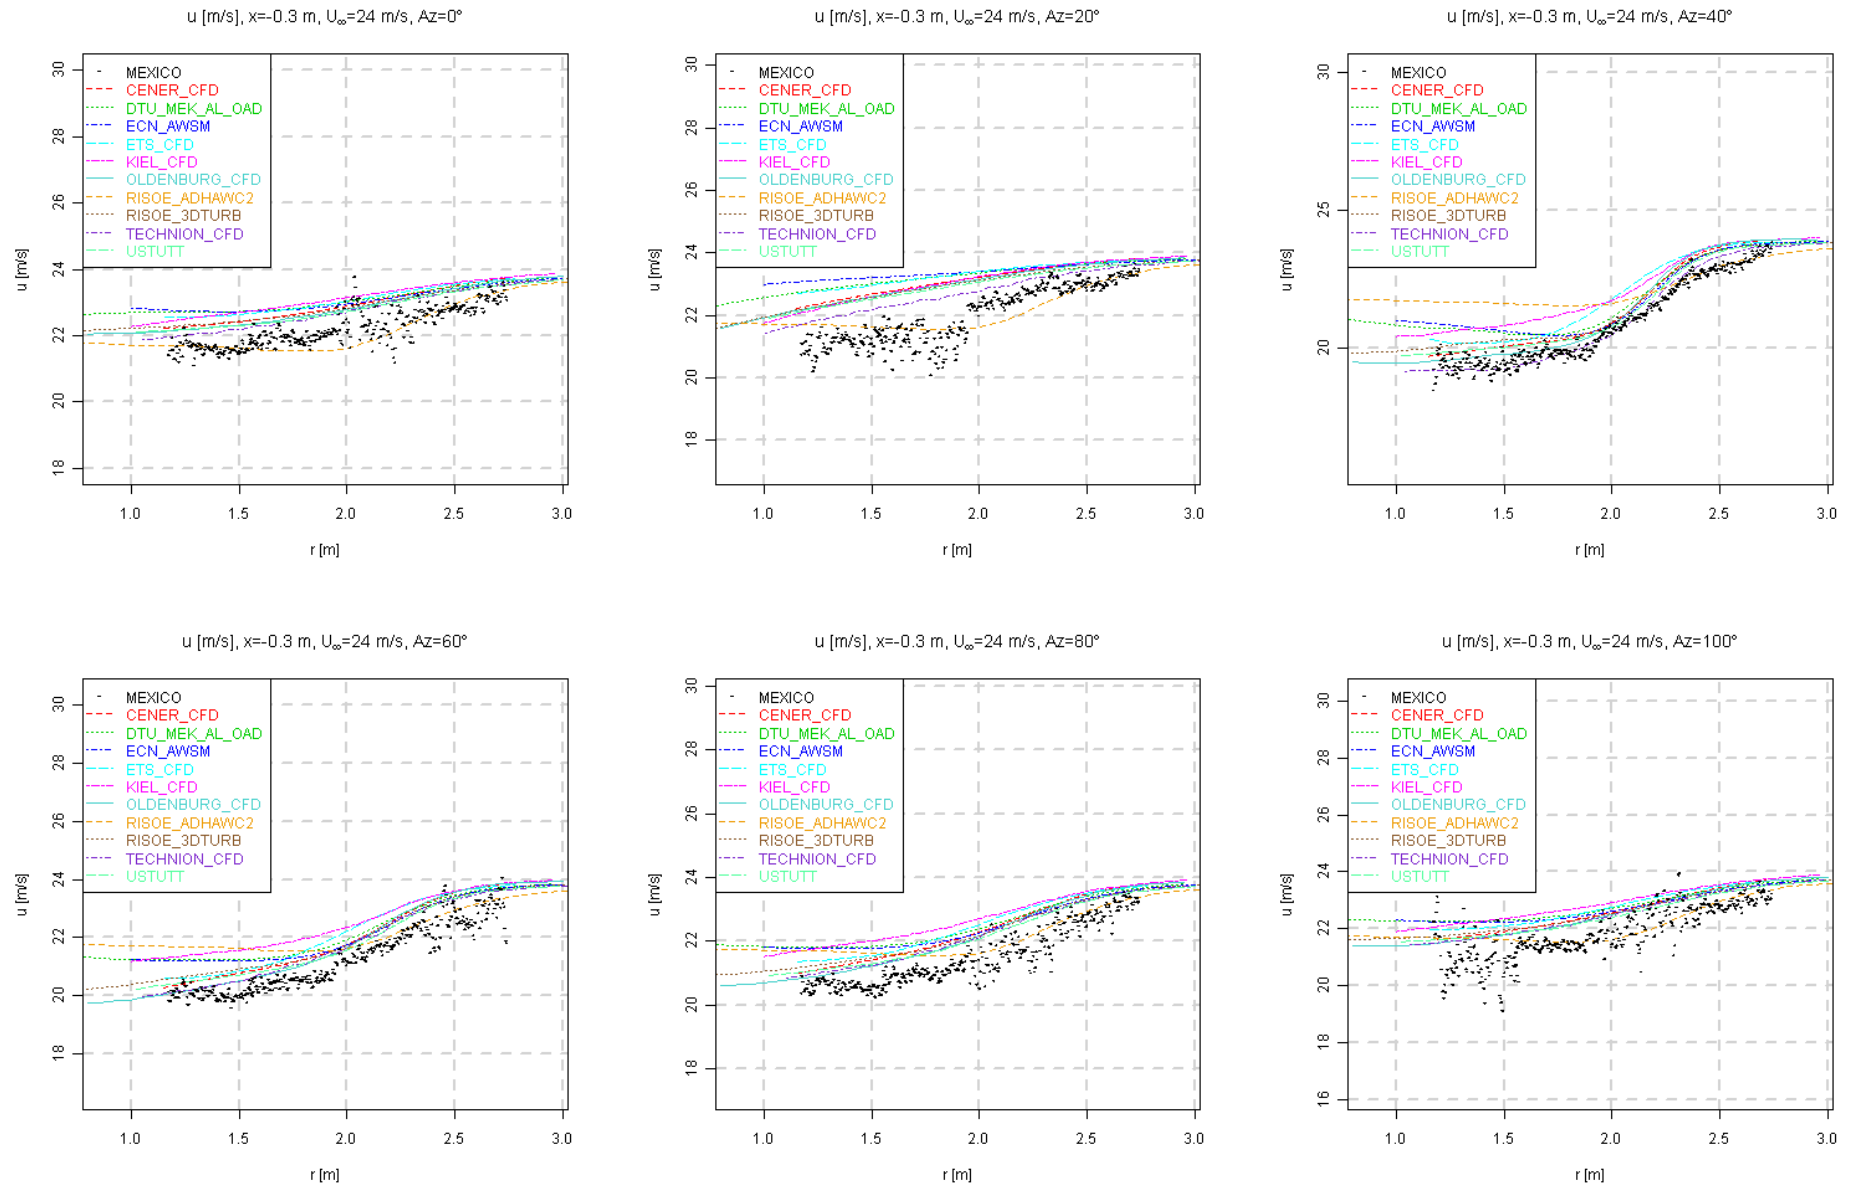 u [m/s], x=-0.3 m, U∞=24 m/s, Az=0°
30
28
26
24
22
20
18
u [m/s]
MEXICO
CENER_CFD
DTU_MEK_AL_OAD
ECN_AWSM
ETS_CFD
KIEL_CFD
OLDENBURG_CFD
RISOE_ADHAWC2
RISOE_3DTURB
TECHNION_CFD
USTUTT
1.0 1.5 2.0 2.5 3.0
r [m]
u [m/s], x=-0.3 m, U∞=24 m/s, Az=20°
30
28
26
24
22
20
18
u [m/s]
MEXICO
CENER_CFD
DTU_MEK_AL_OAD
ECN_AWSM
ETS_CFD
KIEL_CFD
OLDENBURG_CFD
RISOE_ADHAWC2
RISOE_3DTURB
TECHNION_CFD
USTUTT
1.0 1.5 2.0 2.5 3.0
r [m]
u [m/s], x=-0.3 m, U∞=24 m/s, Az=40°
30
25
20
u [m/s]
MEXICO
CENER_CFD
DTU_MEK_AL_OAD
ECN_AWSM
ETS_CFD
KIEL_CFD
OLDENBURG_CFD
RISOE_ADHAWC2
RISOE_3DTURB
TECHNION_CFD
USTUTT
1.0 1.5 2.0 2.5 3.0
r [m]
u [m/s], x=-0.3 m, U∞=24 m/s, Az=60°
30
28
26
24
22
20
18
u [m/s]
MEXICO
CENER_CFD
DTU_MEK_AL_OAD
ECN_AWSM
ETS_CFD
KIEL_CFD
OLDENBURG_CFD
RISOE_ADHAWC2
RISOE_3DTURB
TECHNION_CFD
USTUTT
1.0 1.5 2.0 2.5 3.0
r [m]
u [m/s], x=-0.3 m, U∞=24 m/s, Az=80°
30
28
26
24
22
20
18
u [m/s]
MEXICO
CENER_CFD
DTU_MEK_AL_OAD
ECN_AWSM
ETS_CFD
KIEL_CFD
OLDENBURG_CFD
RISOE_ADHAWC2
RISOE_3DTURB
TECHNION_CFD
USTUTT
1.0 1.5 2.0 2.5 3.0
r [m]
u [m/s], x=-0.3 m, U∞=24 m/s, Az=100°
30
28
26
24
22
20
18
16
u [m/s]
MEXICO
CENER_CFD
DTU_MEK_AL_OAD
ECN_AWSM
ETS_CFD
KIEL_CFD
OLDENBURG_CFD
RISOE_ADHAWC2
RISOE_3DTURB
TECHNION_CFD
USTUTT
1.0 1.5 2.0 2.5 3.0
r [m]